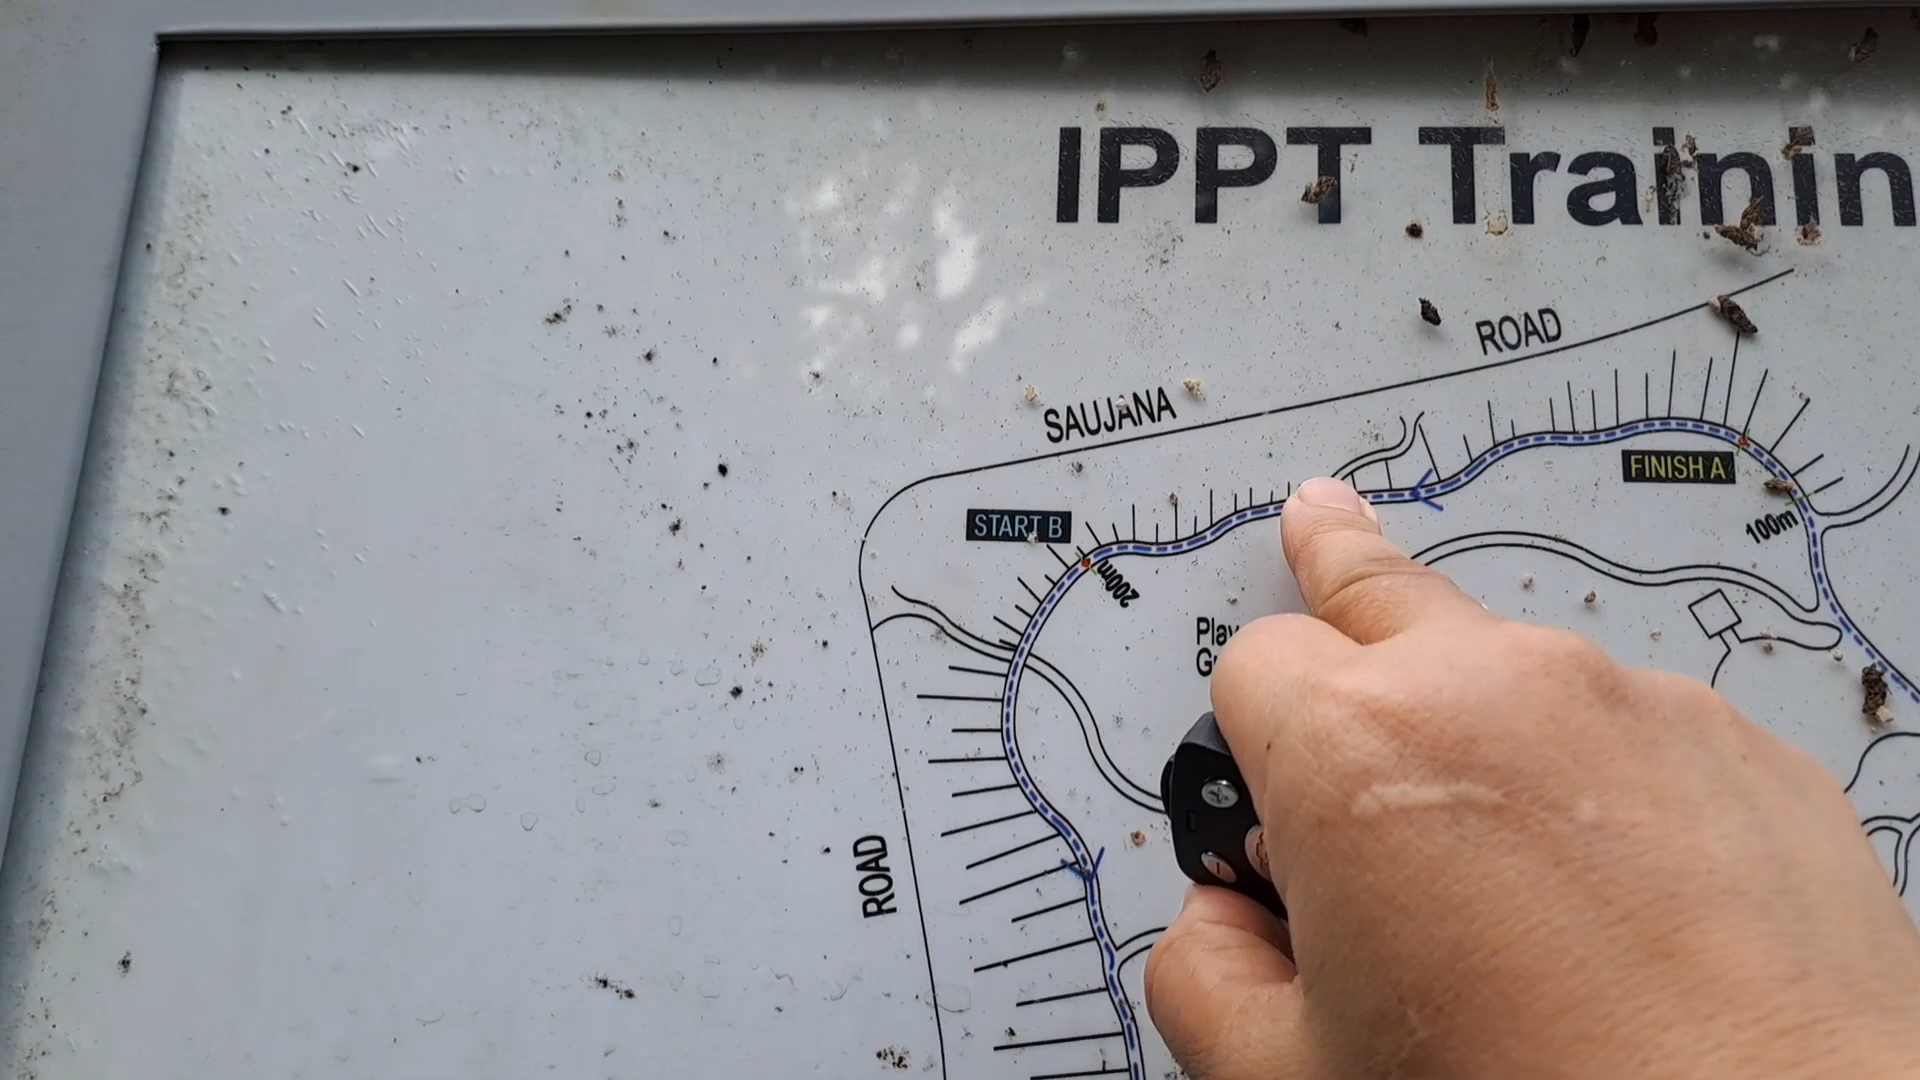 IPPT Trainin
ROAD
SAUJANA
FINISH A
START B
100m
200m
ROAD